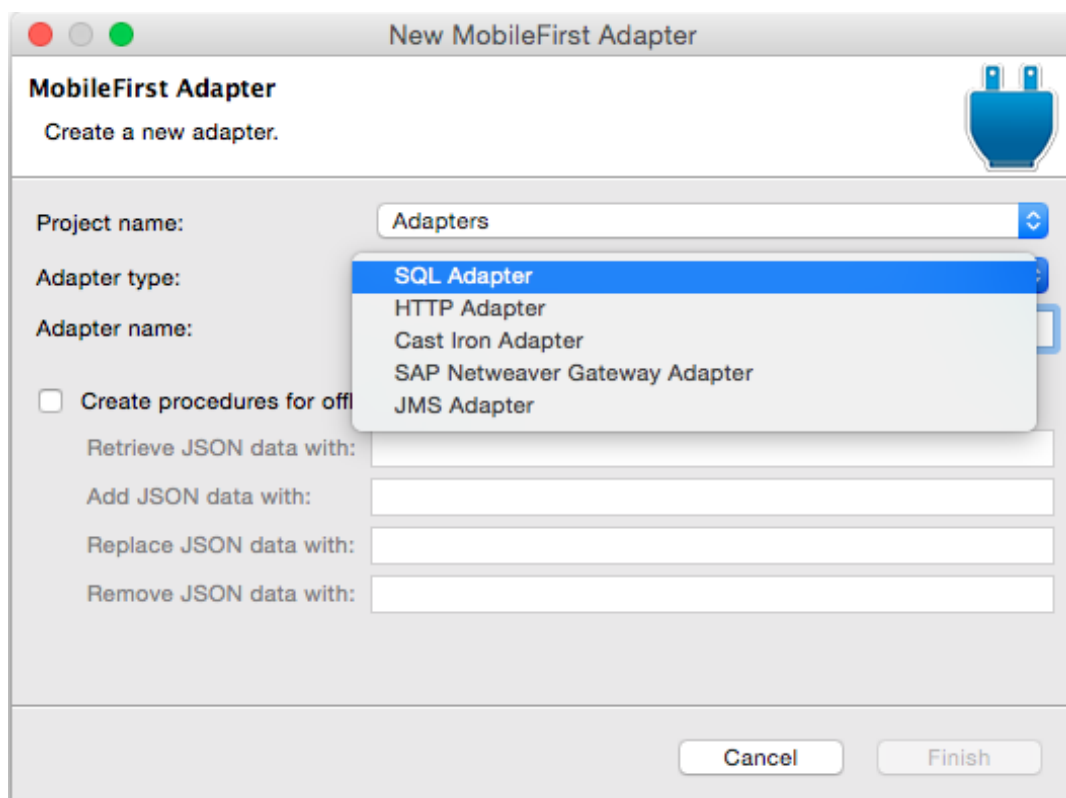 New MobileFirst Adapter
MobileFirst Adapter
Create a new adapter.
Project name: Adapters
Adapter type: SQL Adapter
HTTP Adapter
Adapter name: Cast Iron Adapter
SAP Netweaver Gateway Adapter
Create procedures for offl JMS Adapter
Retrieve JSON data with:
Add JSON data with:
Replace JSON data with:
Remove JSON data with:
Cancel Finish